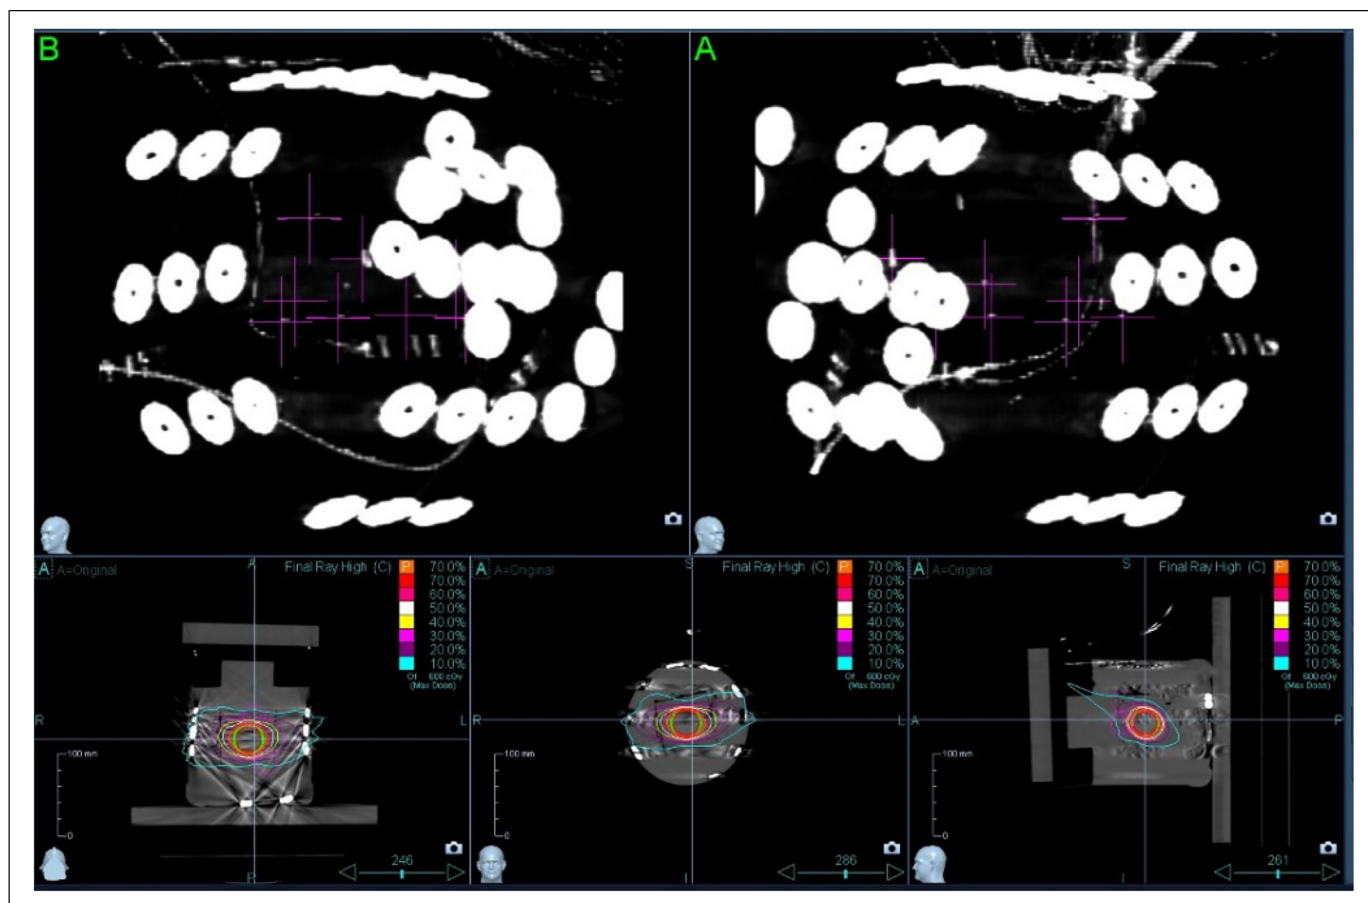 B
A
A
A=Original
A
Final Ray High (C)
P 70.0%
70.0%
60.0%
50.0%
40.0%
30.0%
20.0%
10.0%
Of 600 cGy
(Max Dose)
R
L
100 mm
0
246
A
A=Original
S
Final Ray High (C)
P 70.0%
70.0%
60.0%
50.0%
40.0%
30.0%
20.0%
10.0%
Of 600 cGy
(Max Dose)
R
L
100 mm
0
286
I
A
A=Original
S
Final Ray High (C)
P 70.0%
70.0%
60.0%
50.0%
40.0%
30.0%
20.0%
10.0%
Of 600 cGy
(Max Dose)
A
P
100 mm
0
261
I